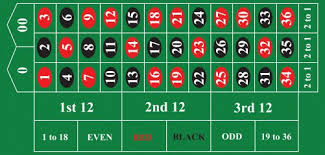 00 3 6 9 12 15 18 21 24 27 30 33 36 2 to 1
2 5 8 11 14 17 20 23 26 29 32 35 2 to 1
0 1 4 7 10 13 16 19 22 25 28 31 34 2 to 1
1st 12 2nd 12 3rd 12
1 to 18 EVEN RED BLACK ODD 19 to 36